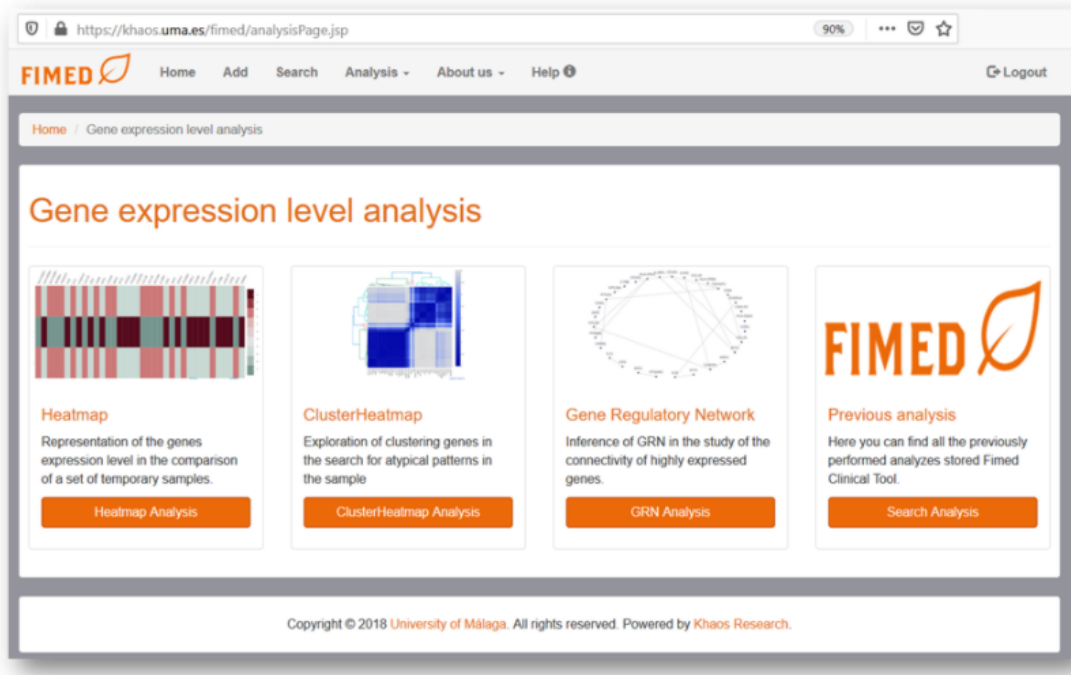 https://khaos.uma.es/fimed/analysisPage.jsp
90%
FIMED
Home Add Search Analysis About us Help Logout
Home / Gene expression level analysis
Gene expression level analysis
Heatmap
Representation of the genes
expression level in the comparison
of a set of temporary samples.
Heatmap Analysis
ClusterHeatmap
Exploration of clustering genes in
the search for atypical patterns in
the sample
ClusterHeatmap Analysis
Gene Regulatory Network
Inference of GRN in the study of the
connectivity of highly expressed
genes.
GRN Analysis
FIMED
Previous analysis
Here you can find all the previously
performed analyzes stored Fimed
Clinical Tool.
Search Analysis
Copyright © 2018 University of Málaga. All rights reserved. Powered by Khaos Research.